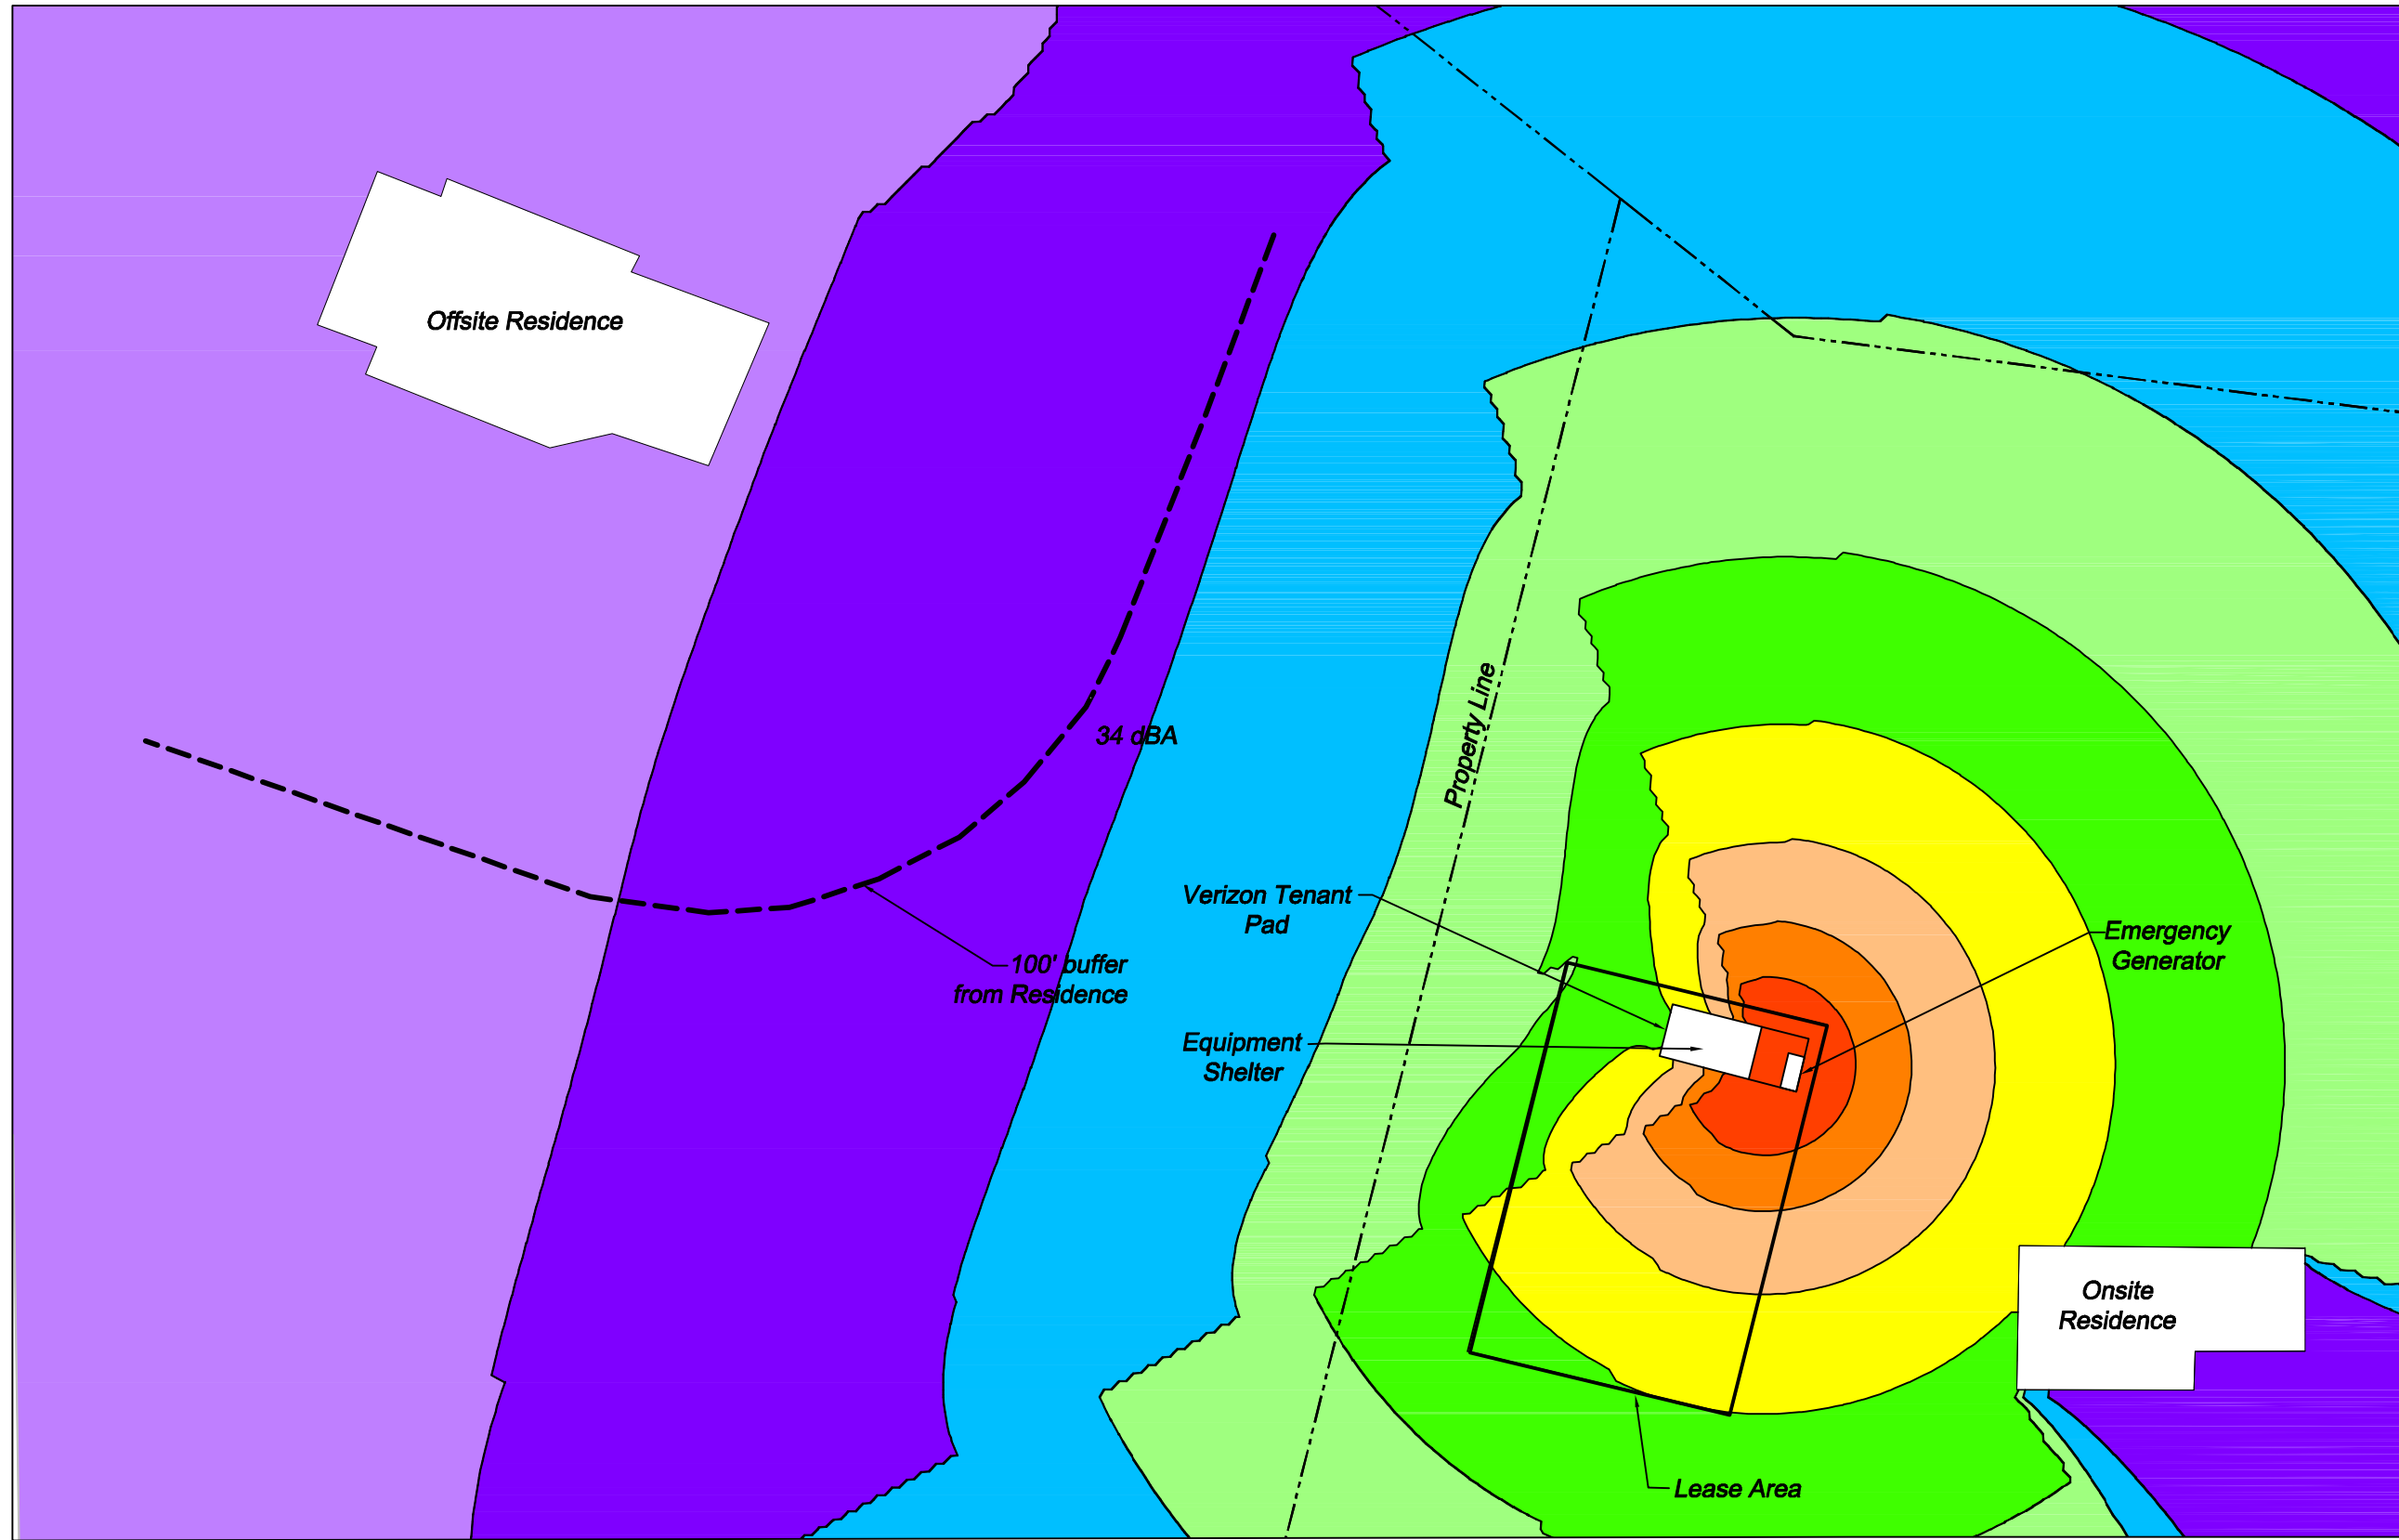 Offsite Residence
34 dBA
Property Line
Verizon Tenant
Pad
Emergency
Generator
100' buffer
from Residence
Equipment
Shelter
Onsite
Residence
Lease Area